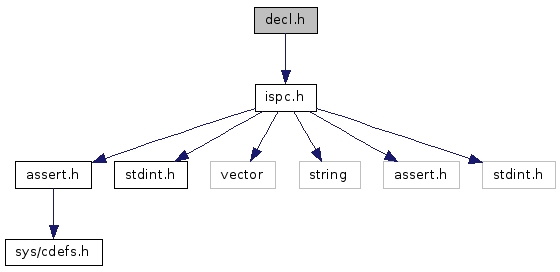 decl.h
ispc.h
assert.h
stdint.h
vector
string
assert.h
stdint.h
sys/cdefs.h